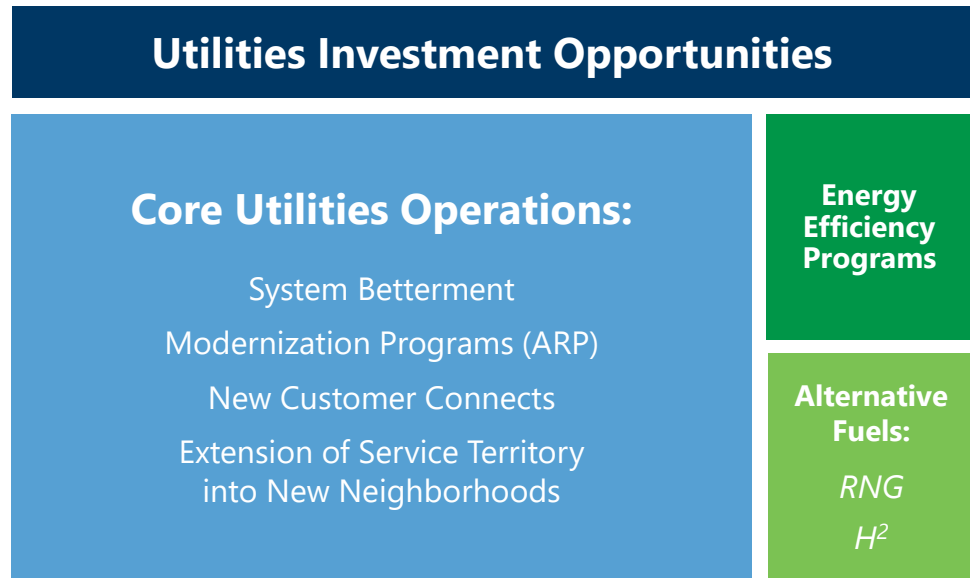 Utilities Investment Opportunities
Core Utilities Operations:
System Betterment
Modernization Programs (ARP)
New Customer Connects
Extension of Service Territory
into New Neighborhoods
Energy
Efficiency
Programs
Alternative
Fuels:
RNG
H²